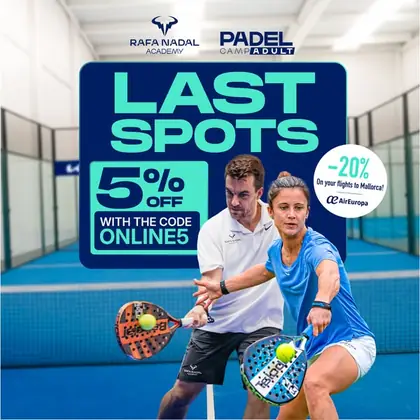 RAFA NADAL
ACADEMY
PADEL
CAMP ADULT
LAST
SPOTS
5% OFF
WITH THE CODE
ONLINE5
-20%
On your flights to Mallorca!
AirEuropa